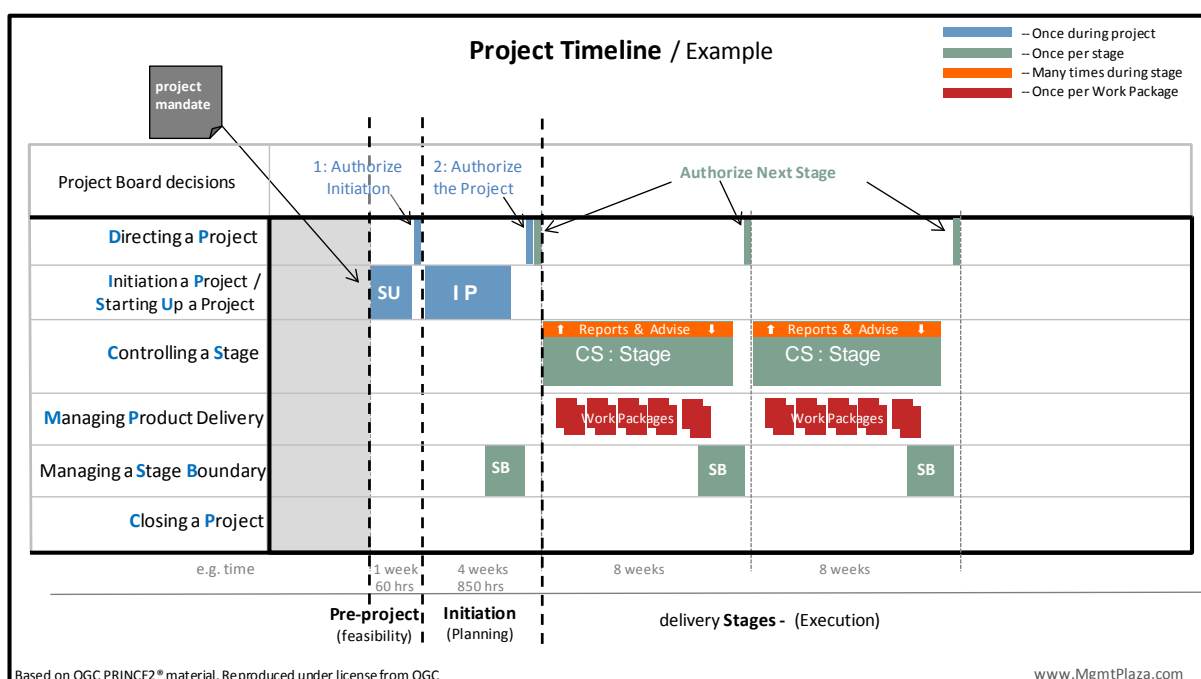 Project Timeline / Example
-- Once during project
-- Once per stage
-- Many times during stage
-- Once per Work Package
project
mandate
Project Board decisions
1: Authorize
Initiation
2: Authorize
the Project
Authorize Next Stage
Directing a Project
Initiation a Project /
Starting Up a Project
SU
I P
Controlling a Stage
⬆ Reports & Advise ⬇
CS : Stage
⬆ Reports & Advise ⬇
CS : Stage
Managing Product Delivery
Work Packages
Work Packages
Managing a Stage Boundary
SB
SB
SB
Closing a Project
e.g. time
1 week
60 hrs
4 weeks
850 hrs
8 weeks
8 weeks
Pre-project
(feasibility)
Initiation
(Planning)
delivery Stages - (Execution)
Based on OGC PRINCE2® material. Reproduced under license from OGC
www.MgmtPlaza.com